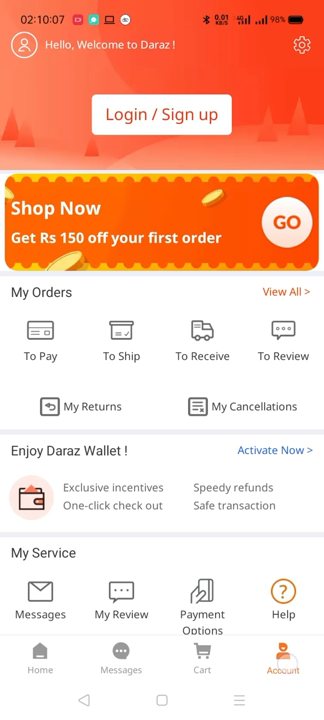 02:10:07 0.01 KB/S 4G 98%
Hello, Welcome to Daraz !
Login / Sign up
Shop Now
Get Rs 150 off your first order
GO
My Orders View All >
To Pay To Ship To Receive To Review
My Returns My Cancellations
Enjoy Daraz Wallet ! Activate Now >
Exclusive incentives Speedy refunds
One-click check out Safe transaction
My Service
Messages My Review Payment Options Help
Home Messages Cart Account